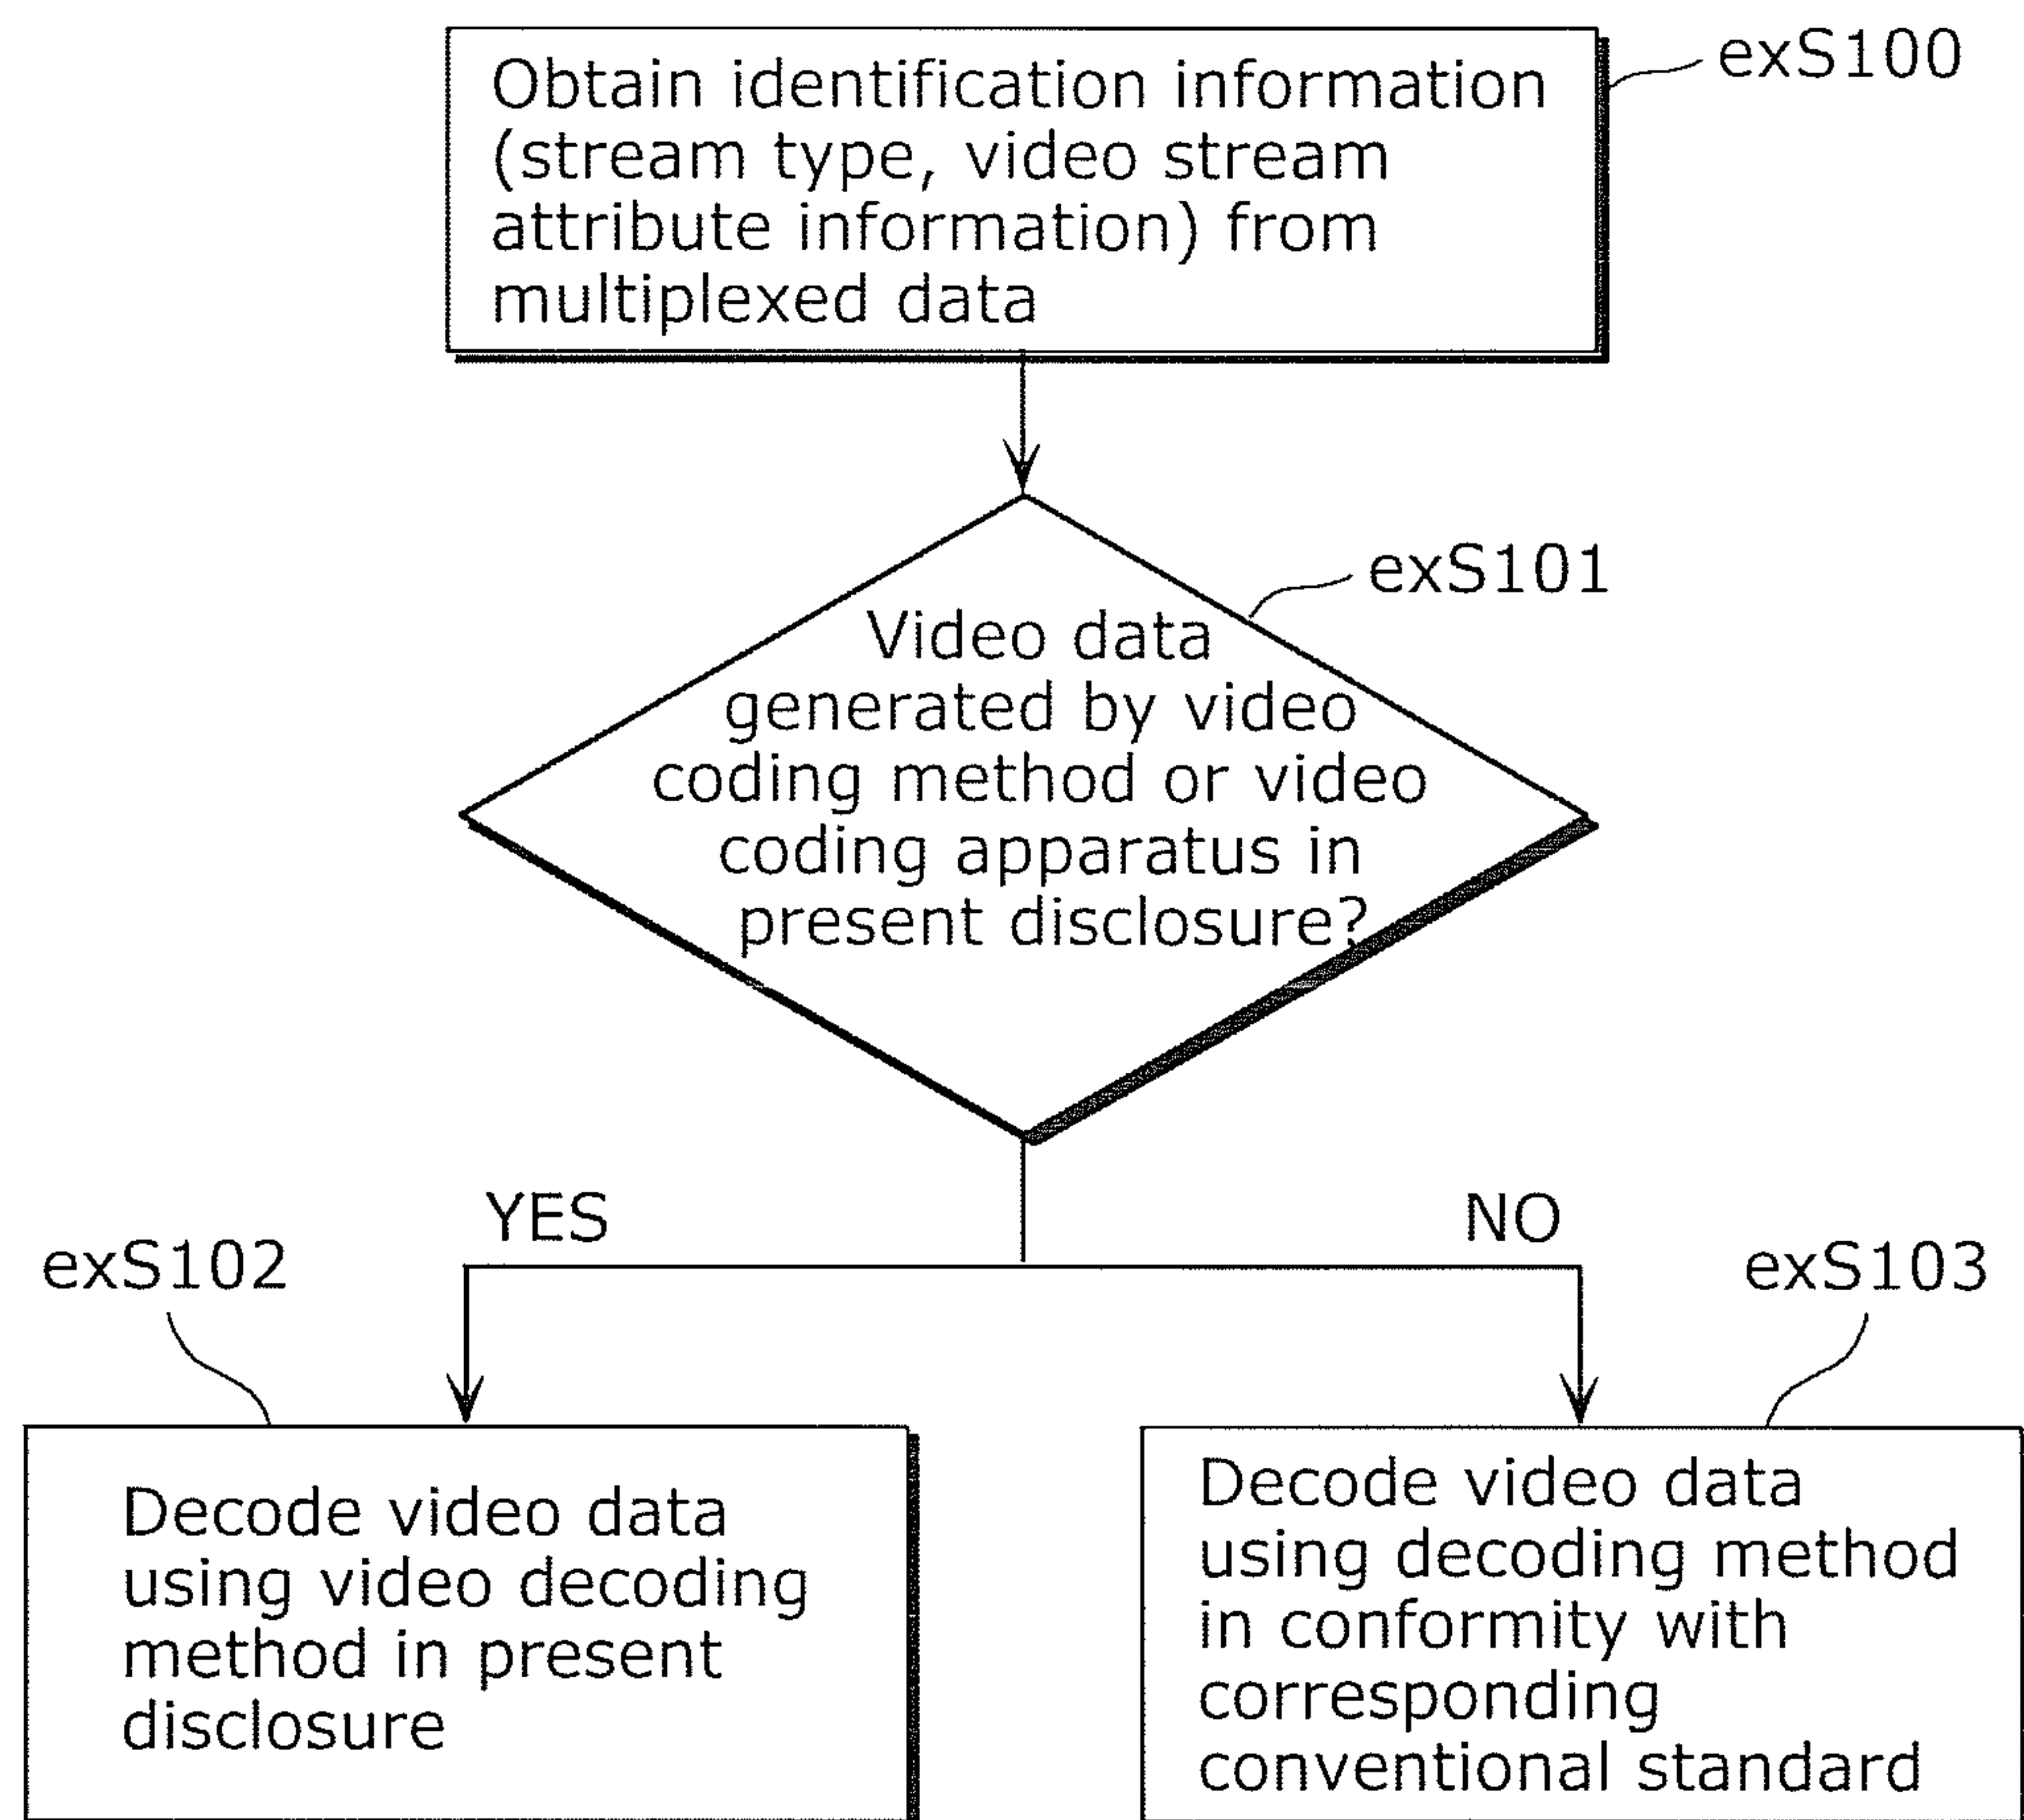 Obtain identification information
(stream type, video stream
attribute information) from
multiplexed data
exS100
exS101
Video data
generated by video
coding method or video
coding apparatus in
present disclosure?
YES
NO
exS102
exS103
Decode video data
using video decoding
method in present
disclosure
Decode video data
using decoding method
in conformity with
corresponding
conventional standard